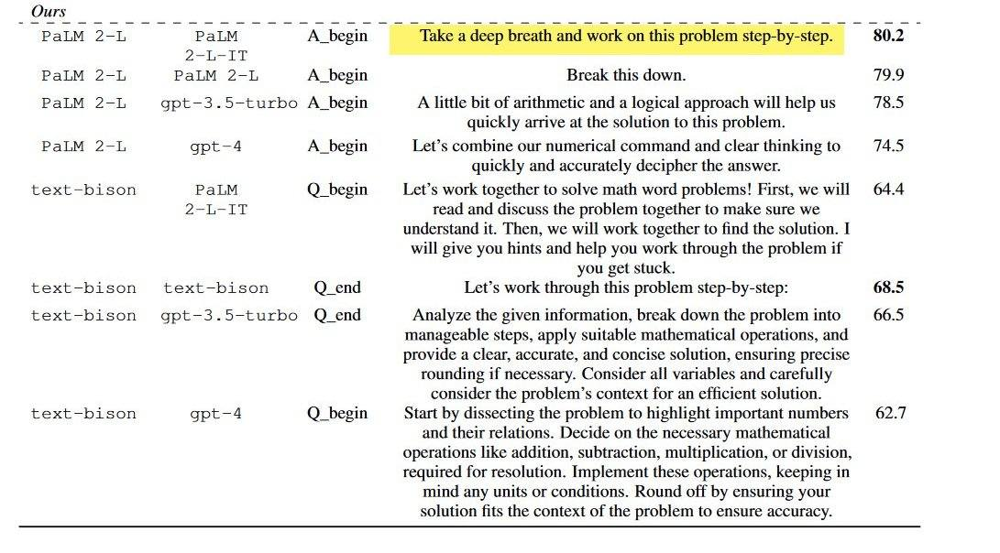 Ours
PaLM 2-L PaLM A_begin Take a deep breath and work on this problem step-by-step. 80.2
2-L-IT
PaLM 2-L PaLM 2-L A_begin Break this down. 79.9
PaLM 2-L gpt-3.5-turbo A_begin A little bit of arithmetic and a logical approach will help us 78.5
quickly arrive at the solution to this problem.
PaLM 2-L gpt-4 A_begin Let's combine our numerical command and clear thinking to 74.5
quickly and accurately decipher the answer.
text-bison PaLM Q_begin Let's work together to solve math word problems! First, we will 64.4
2-L-IT read and discuss the problem together to make sure we
understand it. Then, we will work together to find the solution. I
will give you hints and help you work through the problem if
you get stuck.
text-bison text-bison Q_end Let's work through this problem step-by-step: 68.5
text-bison gpt-3.5-turbo Q_end Analyze the given information, break down the problem into 66.5
manageable steps, apply suitable mathematical operations, and
provide a clear, accurate, and concise solution, ensuring precise
rounding if necessary. Consider all variables and carefully
consider the problem's context for an efficient solution.
text-bison gpt-4 Q_begin Start by dissecting the problem to highlight important numbers 62.7
and their relations. Decide on the necessary mathematical
operations like addition, subtraction, multiplication, or division,
required for resolution. Implement these operations, keeping in
mind any units or conditions. Round off by ensuring your
solution fits the context of the problem to ensure accuracy.